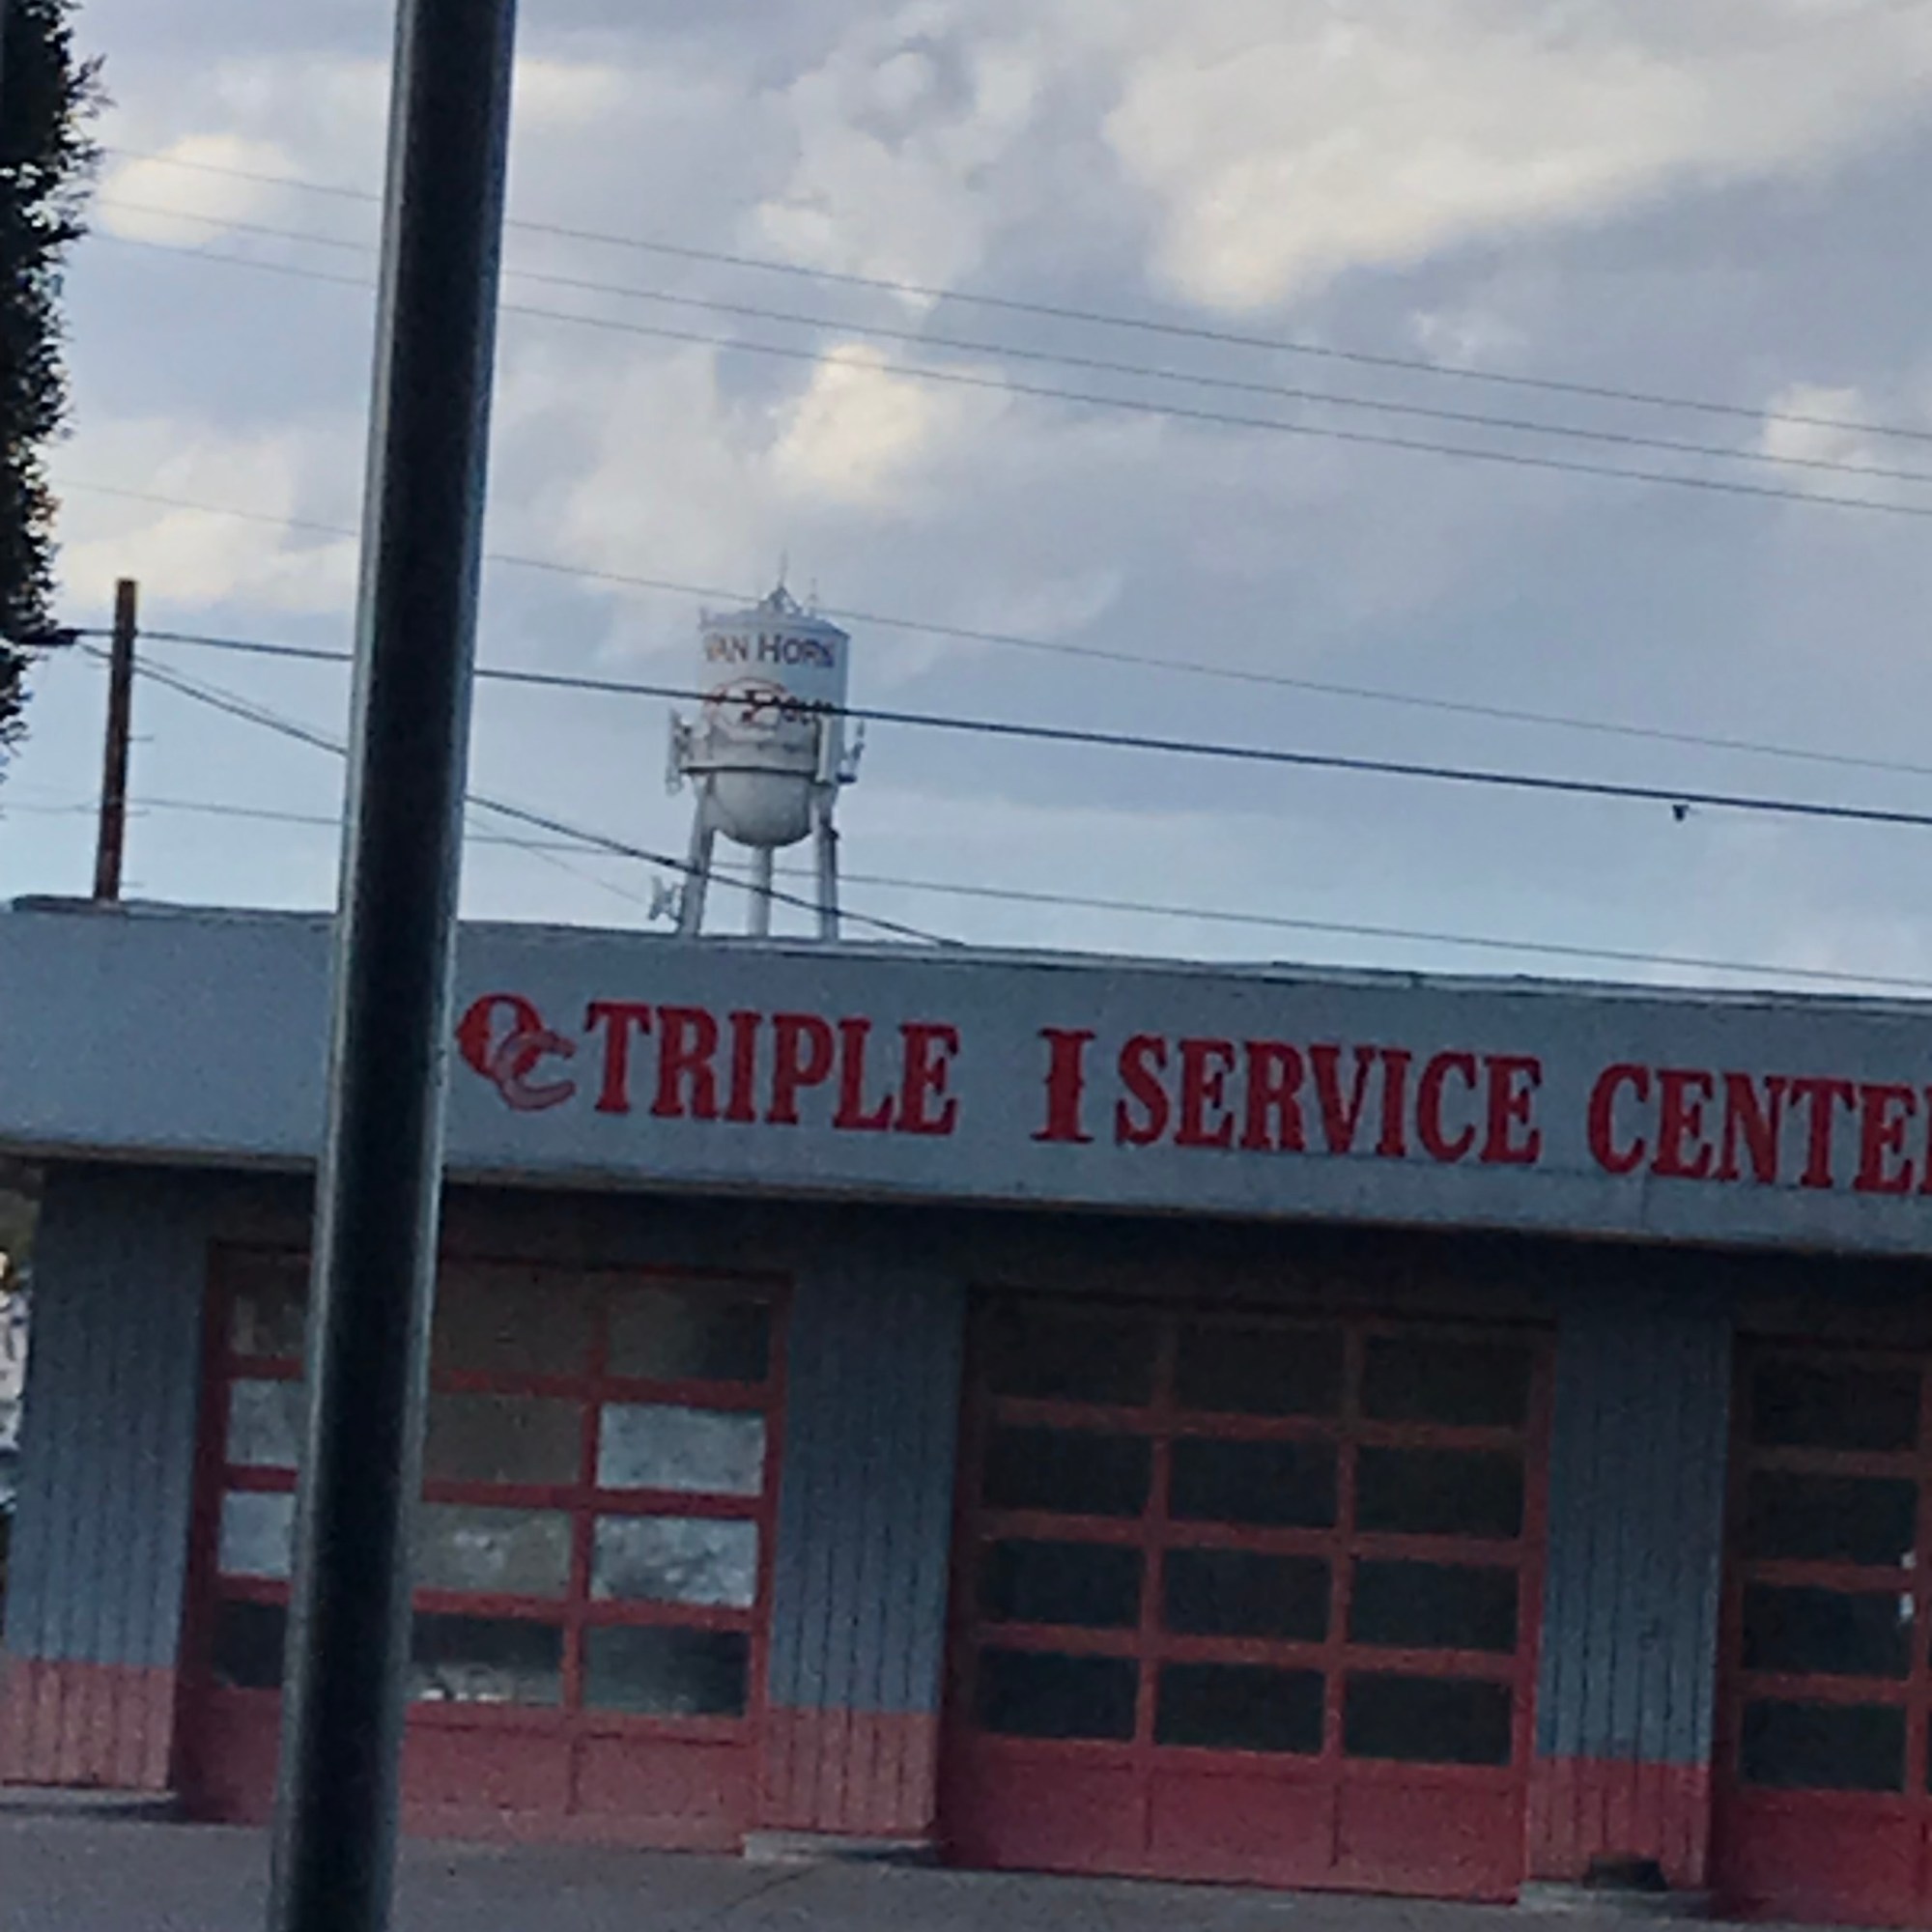 VAN HORN
TRIPLE I SERVICE CENTER